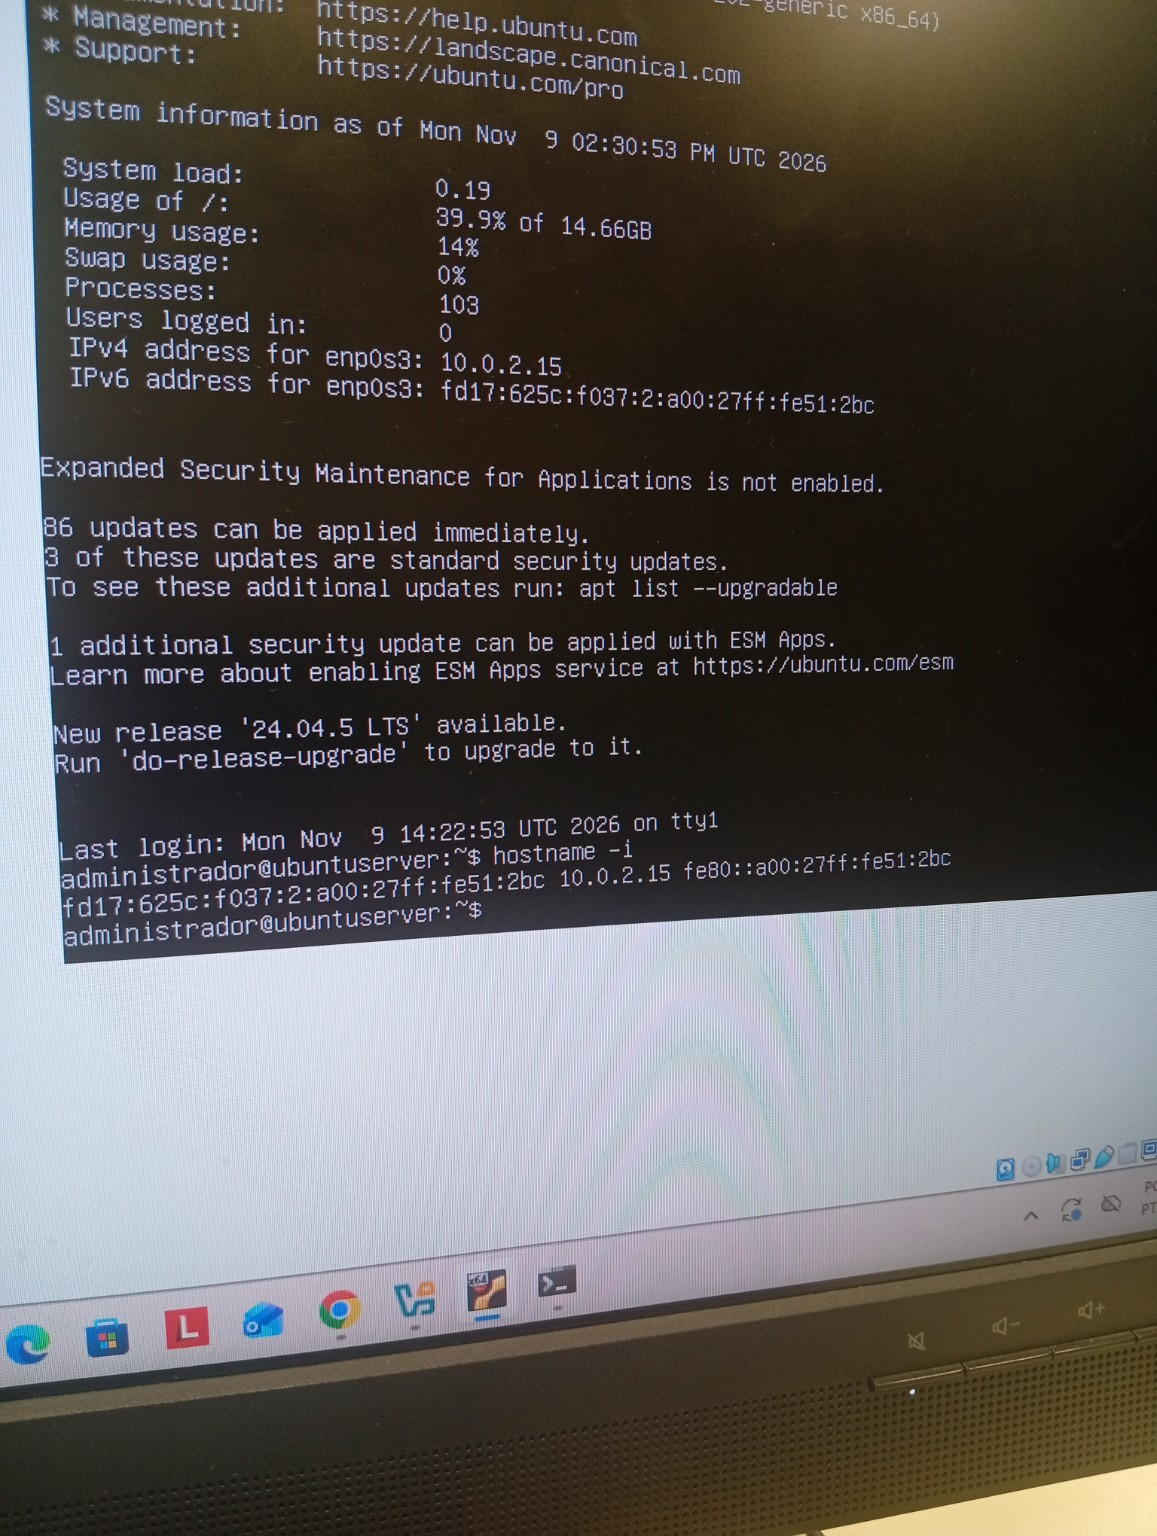 https://help.ubuntu.com
* Management: https://landscape.canonical.com
* Support: https://ubuntu.com/pro
System information as of Mon Nov  9 02:30:53 PM UTC 2026
System load: 0.19
Usage of /: 39.9% of 14.66GB
Memory usage: 14%
Swap usage: 0%
Processes: 103
Users logged in: 0
IPv4 address for enp0s3: 10.0.2.15
IPv6 address for enp0s3: fd17:625c:f037:2:a00:27ff:fe51:2bc
Expanded Security Maintenance for Applications is not enabled.
86 updates can be applied immediately.
3 of these updates are standard security updates.
To see these additional updates run: apt list --upgradable
1 additional security update can be applied with ESM Apps.
Learn more about enabling ESM Apps service at https://ubuntu.com/esm
New release '24.04.5 LTS' available.
Run 'do-release-upgrade' to upgrade to it.
Last login: Mon Nov  9 14:22:53 UTC 2026 on tty1
administrador@ubuntuserver:~$ hostname -i
fd17:625c:f037:2:a00:27ff:fe51:2bc 10.0.2.15 fe80::a00:27ff:fe51:2bc
administrador@ubuntuserver:~$
L
x64